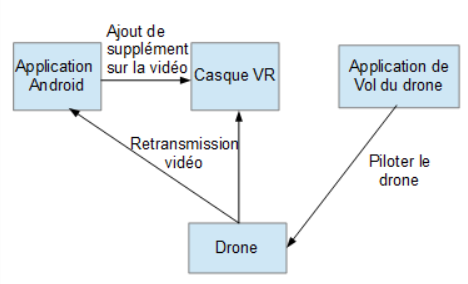 Ajout de
supplément
sur la vidéo
Application
Android
Casque VR
Application de
Vol du drone
Retransmission
vidéo
Piloter le
drone
Drone